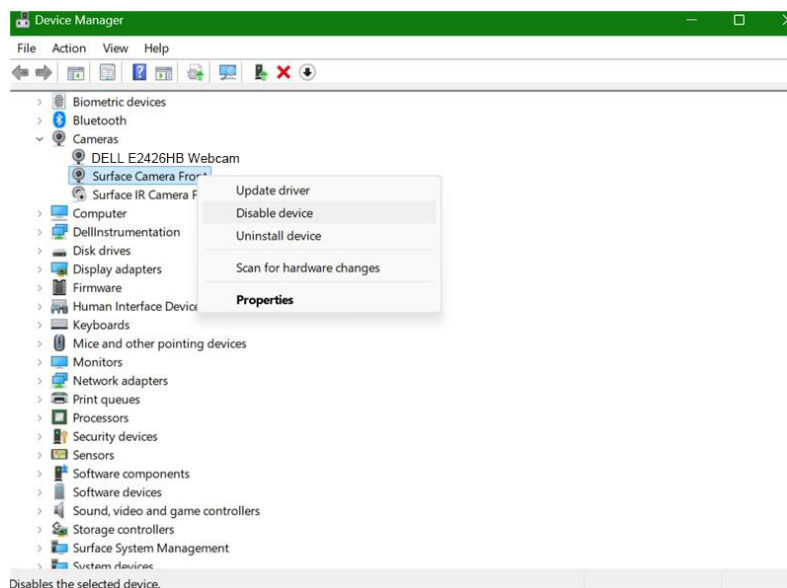 Device Manager
File Action View Help
Biometric devices
Bluetooth
Cameras
DELL E2426HB Webcam
Surface Camera Front
Surface IR Camera F
Update driver
Disable device
Uninstall device
Scan for hardware changes
Properties
Computer
DellInstrumentation
Disk drives
Display adapters
Firmware
Human Interface Device
Keyboards
Mice and other pointing devices
Monitors
Network adapters
Print queues
Processors
Security devices
Sensors
Software components
Software devices
Sound, video and game controllers
Storage controllers
Surface System Management
System devices
Disables the selected device.